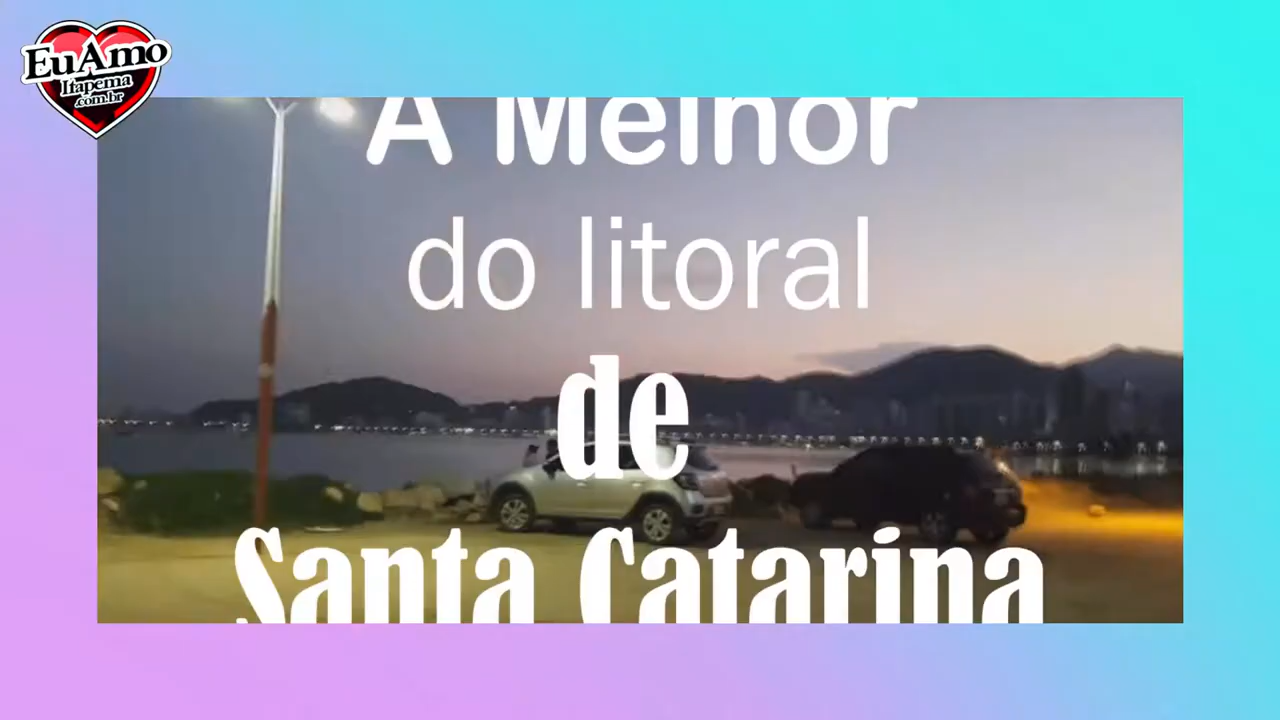 EuAmo
Itapema
.com.br
A Melhor
do litoral
de
Santa Catarina